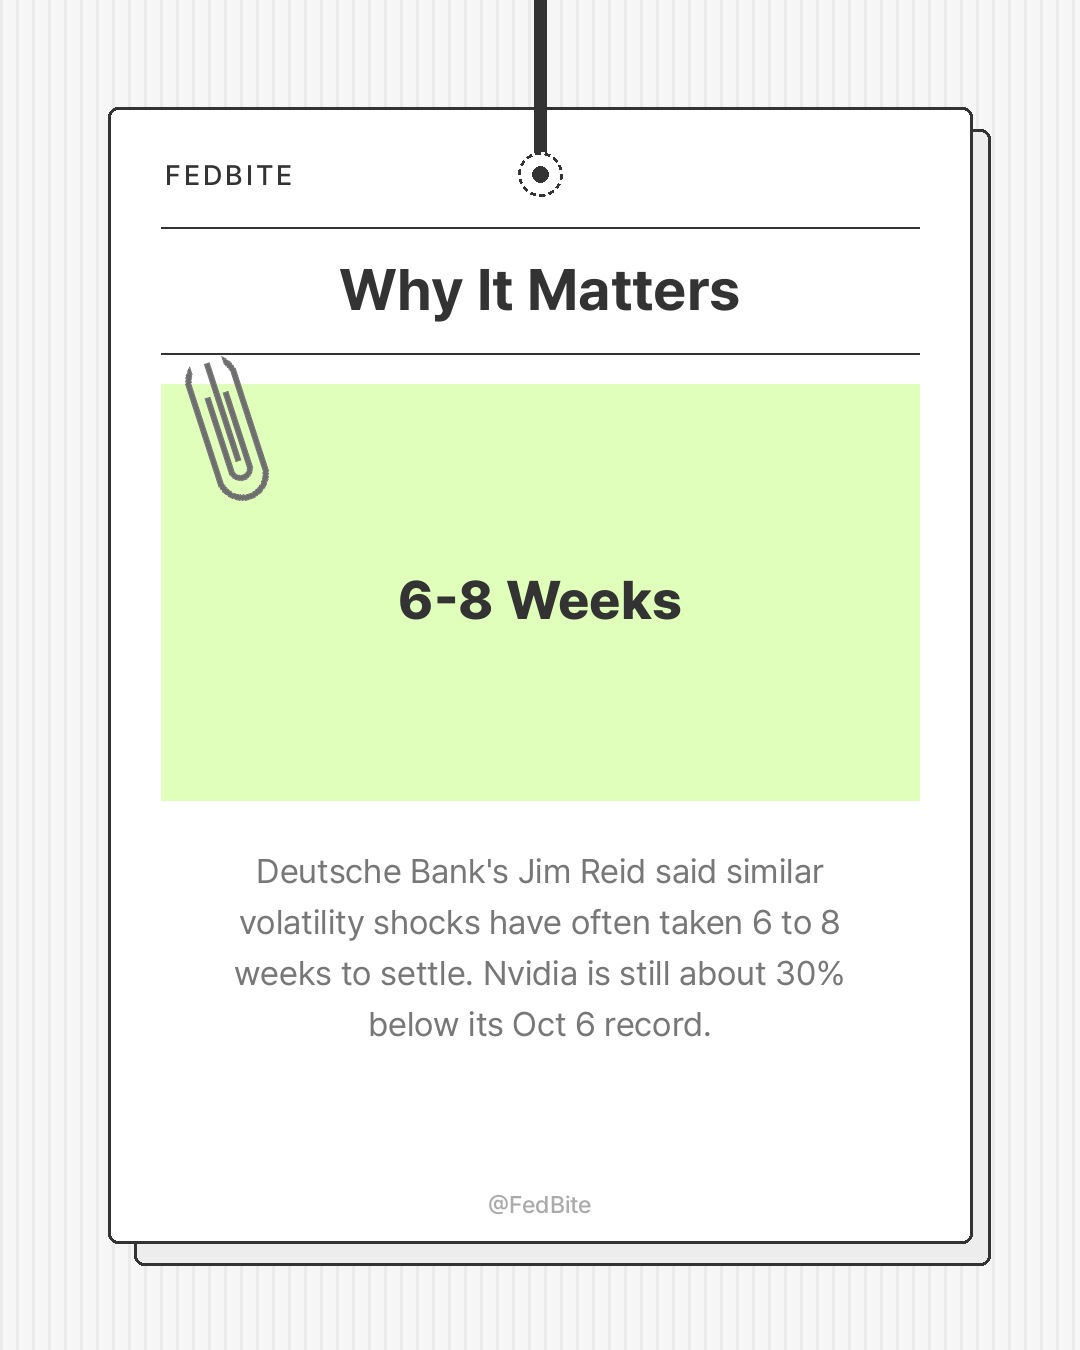 FEDBITE
Why It Matters
6-8 Weeks
Deutsche Bank's Jim Reid said similar
volatility shocks have often taken 6 to 8
weeks to settle. Nvidia is still about 30%
below its Oct 6 record.
@FedBite